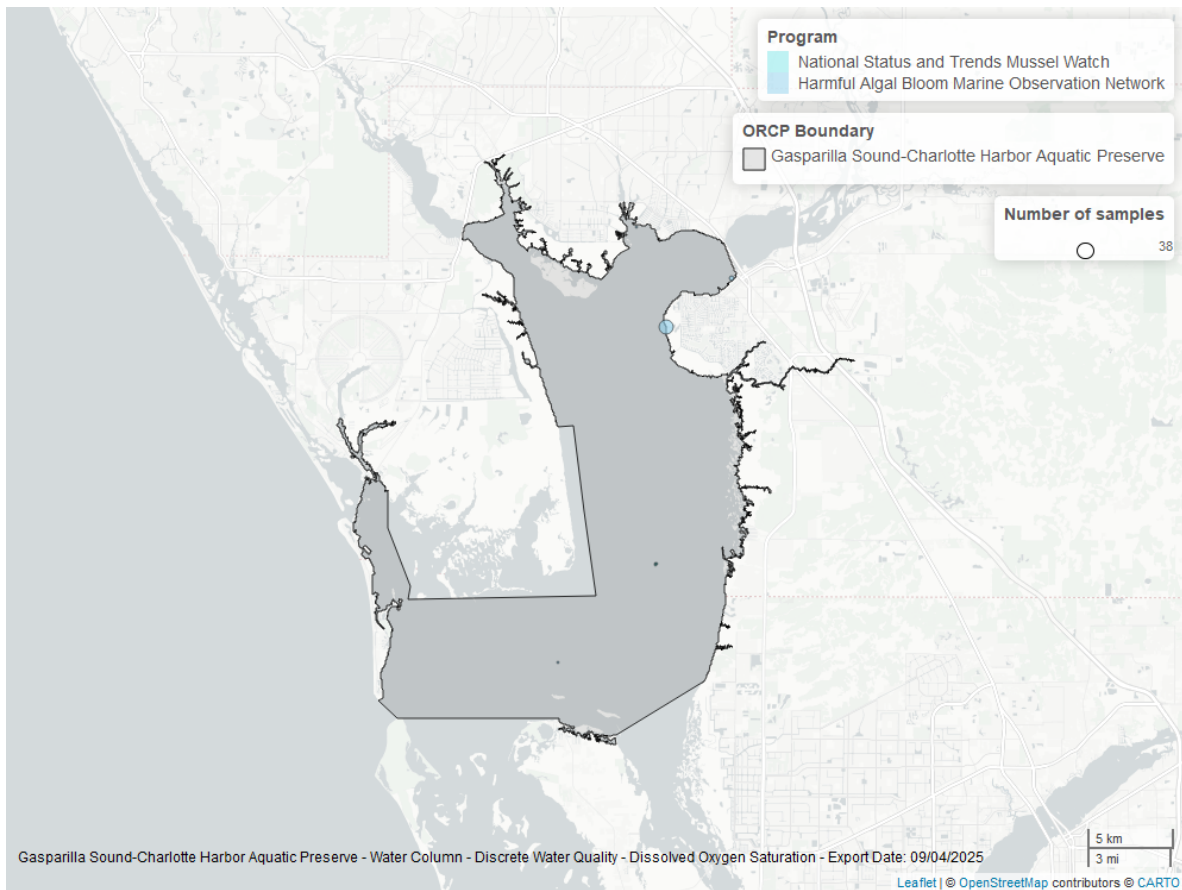 Program
National Status and Trends Mussel Watch
Harmful Algal Bloom Marine Observation Network
ORCP Boundary
Gasparilla Sound-Charlotte Harbor Aquatic Preserve
Number of samples
38
5 km
3 mi
Gasparilla Sound-Charlotte Harbor Aquatic Preserve - Water Column - Discrete Water Quality - Dissolved Oxygen Saturation - Export Date: 09/04/2025
Leaflet | © OpenStreetMap contributors © CARTO